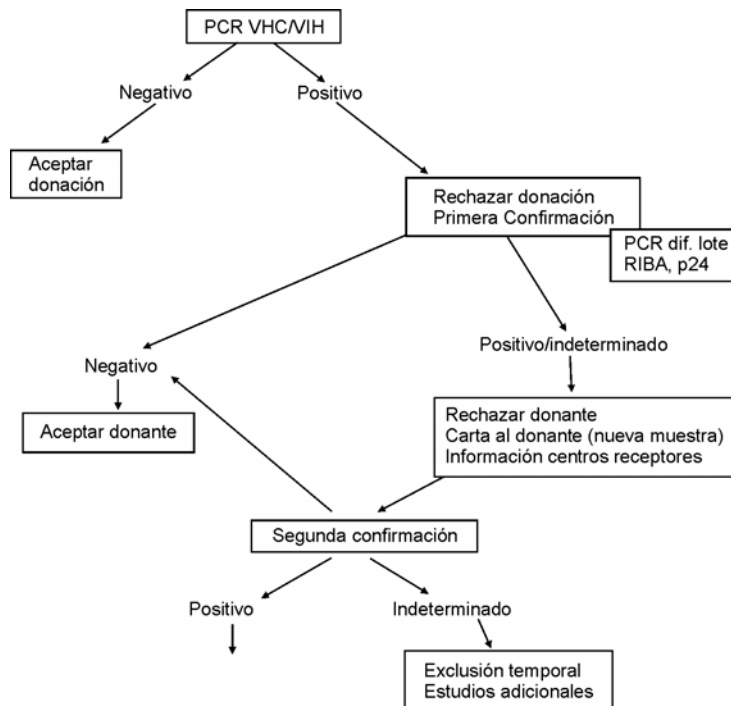 PCR VHC/VIH
Negativo
Positivo
Aceptar
donación
Rechazar donación
Primera Confirmación
PCR dif. lote
RIBA, p24
Negativo
Positivo/indeterminado
Aceptar donante
Rechazar donante
Carta al donante (nueva muestra)
Información centros receptores
Segunda confirmación
Positivo
Indeterminado
Exclusión temporal
Estudios adicionales